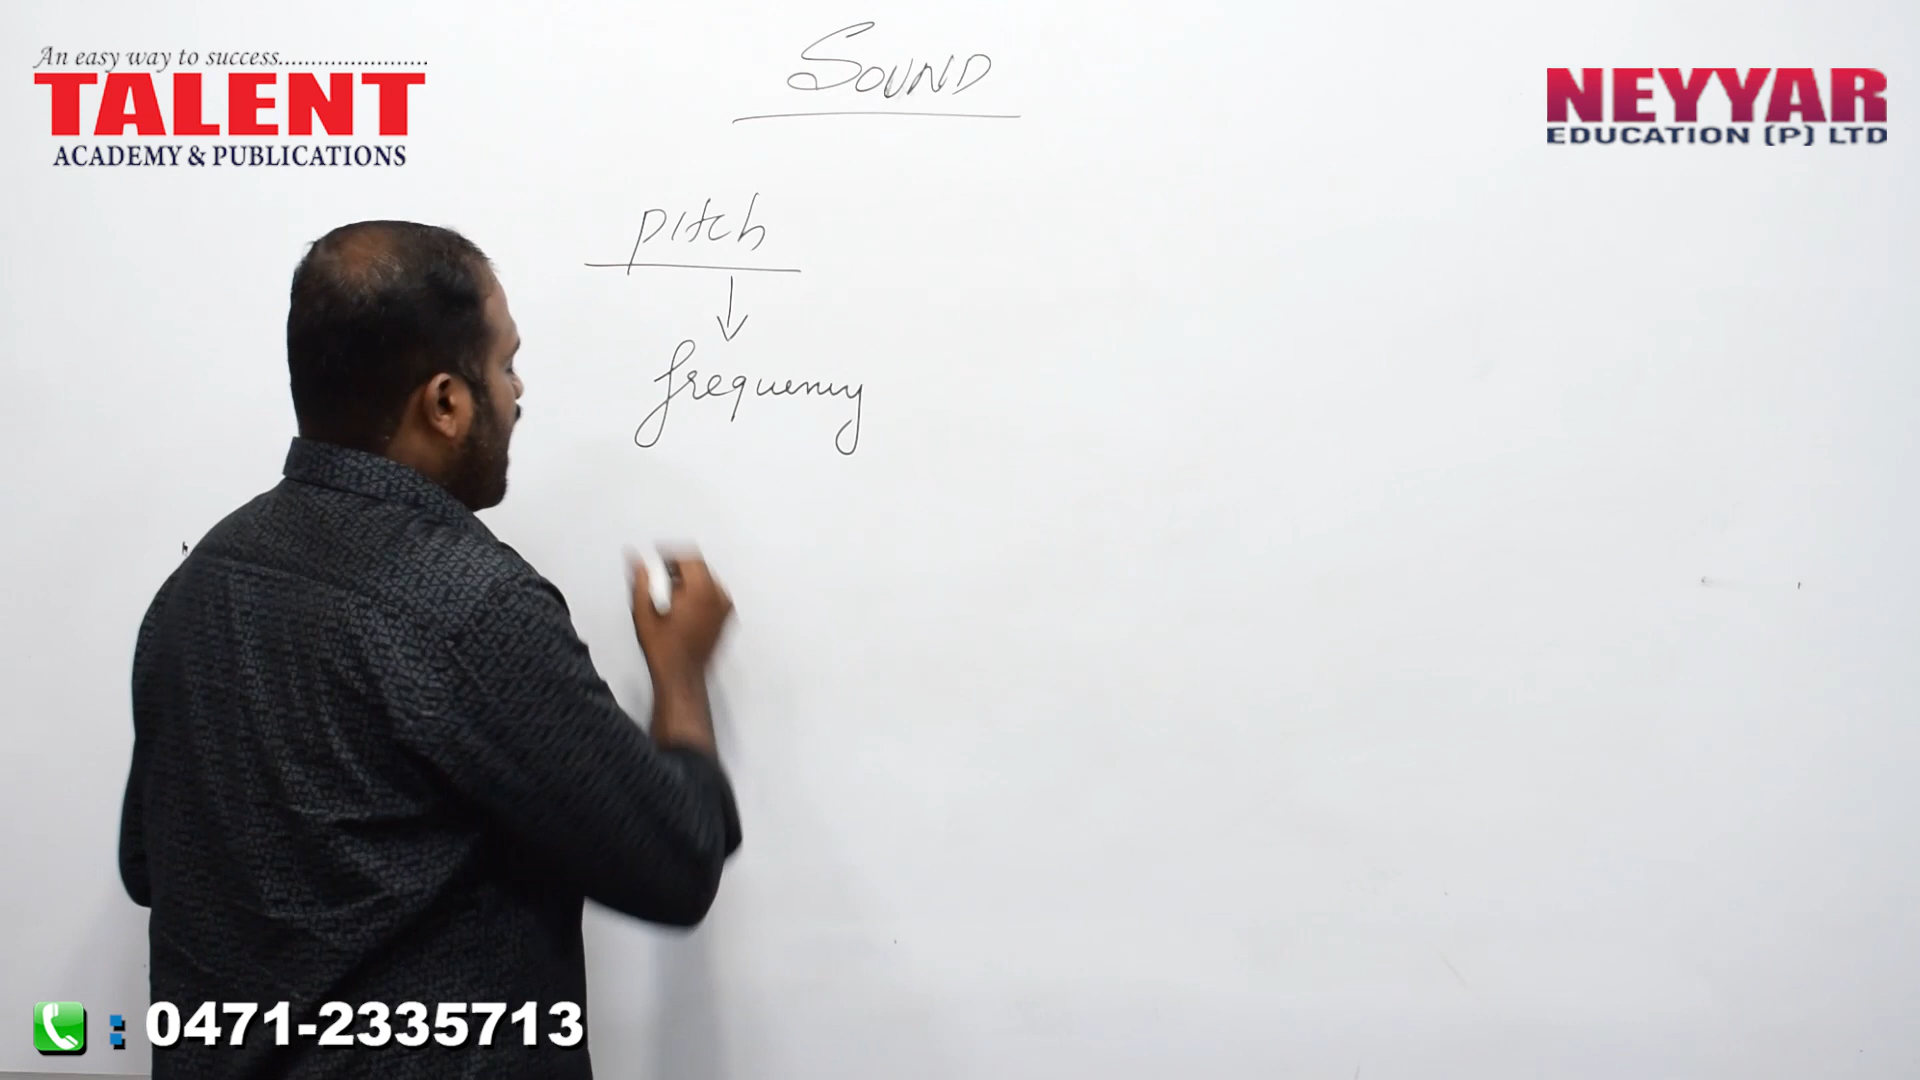 An easy way to success.......................
TALENT
ACADEMY & PUBLICATIONS
NEYYAR
EDUCATION (P) LTD
SOUND
pitch
frequency
: 0471-2335713